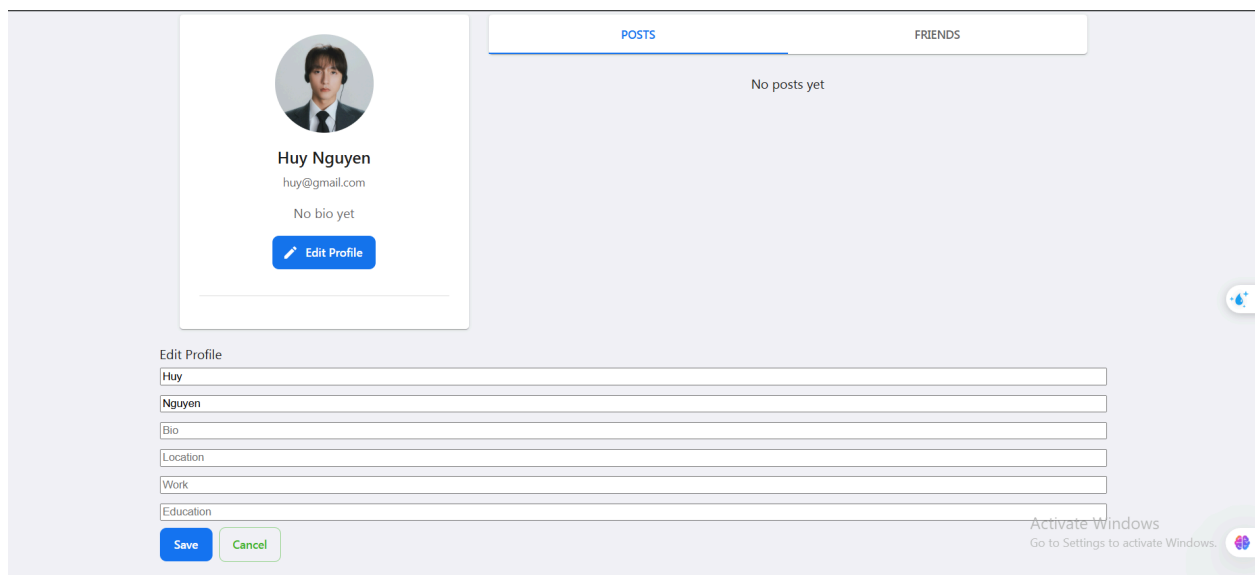 POSTS
FRIENDS
No posts yet
Huy Nguyen
huy@gmail.com
No bio yet
Edit Profile
Edit Profile
Huy
Nguyen
Bio
Location
Work
Education
Save
Cancel
Activate Windows
Go to Settings to activate Windows.